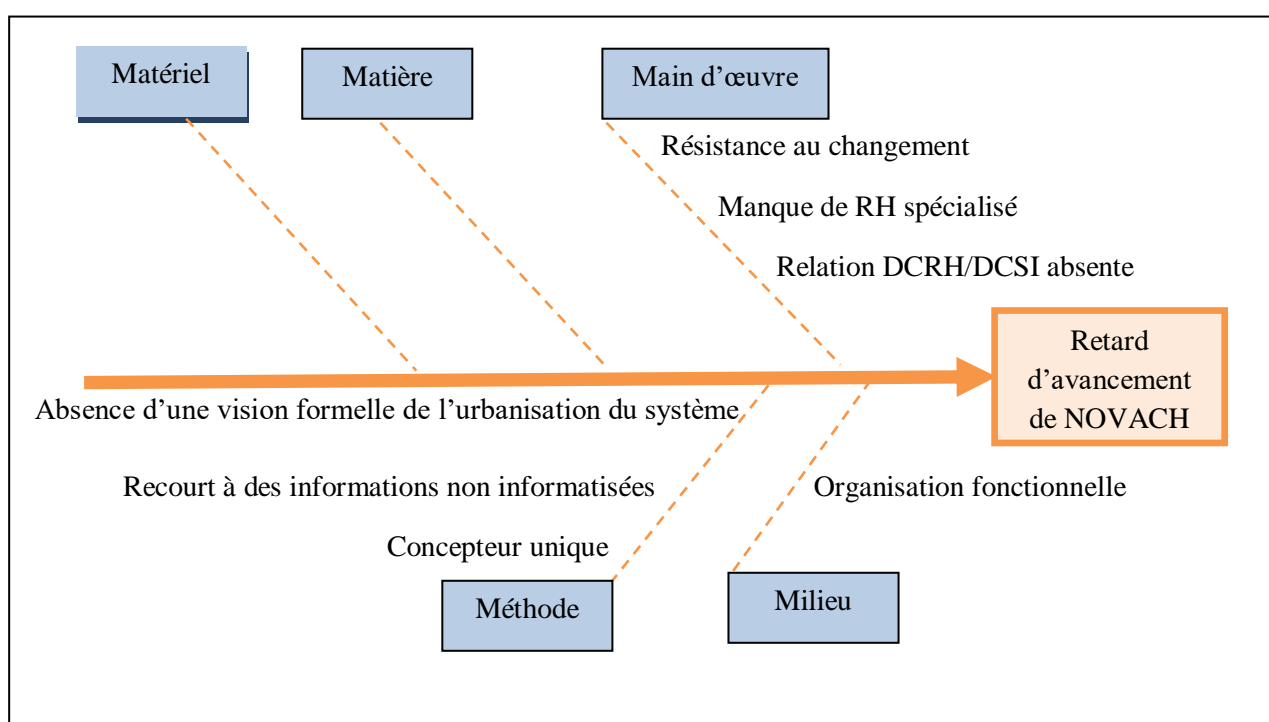 Matériel
Matière
Main d’œuvre
Résistance au changement
Manque de RH spécialisé
Relation DCRH/DCSI absente
Retard
d’avancement
de NOVACH
Absence d’une vision formelle de l’urbanisation du système
Recourt à des informations non informatisées
Organisation fonctionnelle
Concepteur unique
Méthode
Milieu